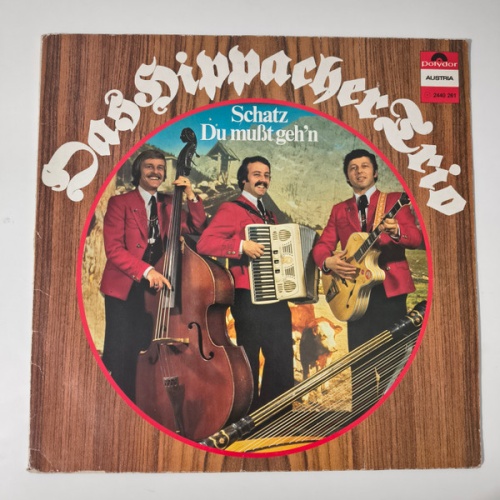 Das Hippacher Trio
polydor
AUSTRIA
2440 261
Schatz
Du mußt geh'n